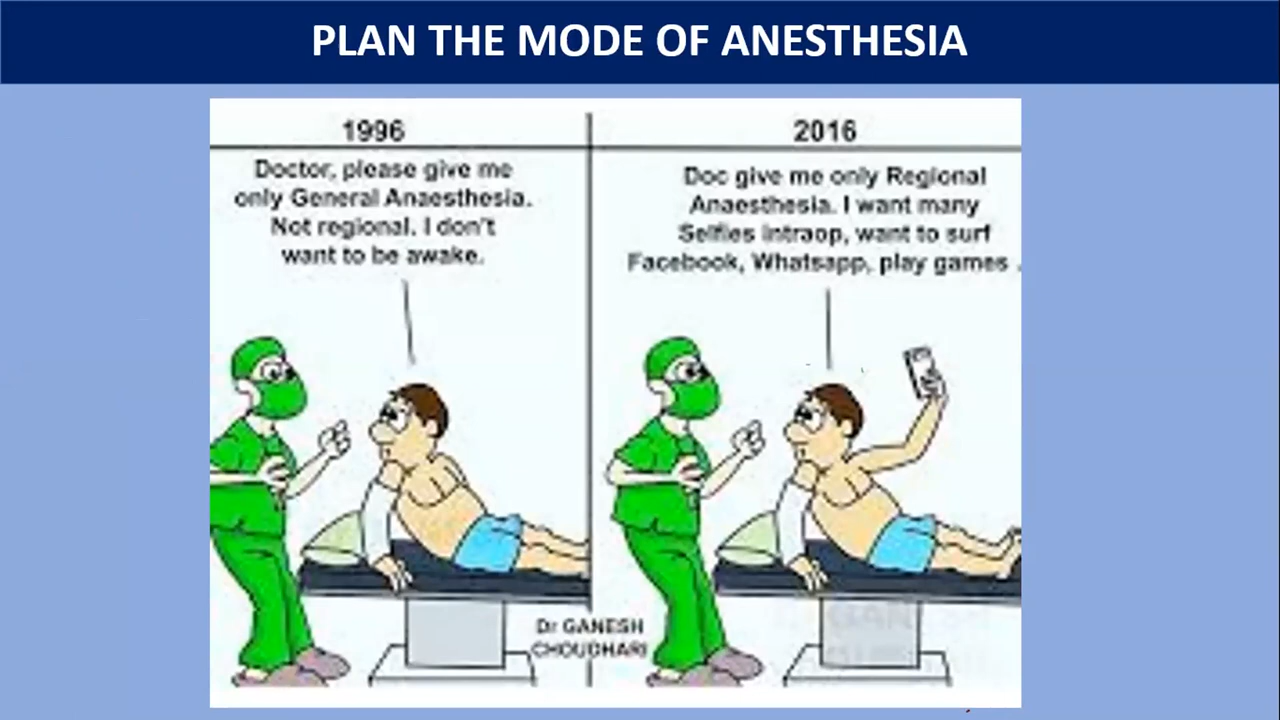 PLAN THE MODE OF ANESTHESIA
1996
Doctor, please give me
only General Anaesthesia.
Not regional. I don't
want to be awake.
2016
Doc give me only Regional
Anaesthesia. I want many
Selfies intraop, want to surf
Facebook, Whatsapp, play games .
Dr GANESH
CHOUDHARI